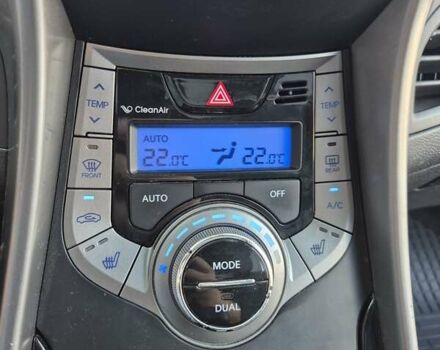 CleanAir
TEMP
TEMP
AUTO
22.0°C 22.0°C
FRONT
REAR
AUTO
OFF
A/C
MODE
DUAL